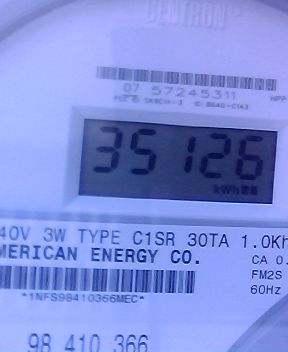 CENTRON®
07 57245311
35126
kWh
40V 3W TYPE C1SR 30TA 1.0Kh
MERICAN ENERGY CO.
CA 0.
FM2S
60Hz
*1NFS98410366MEC*
98 410 366